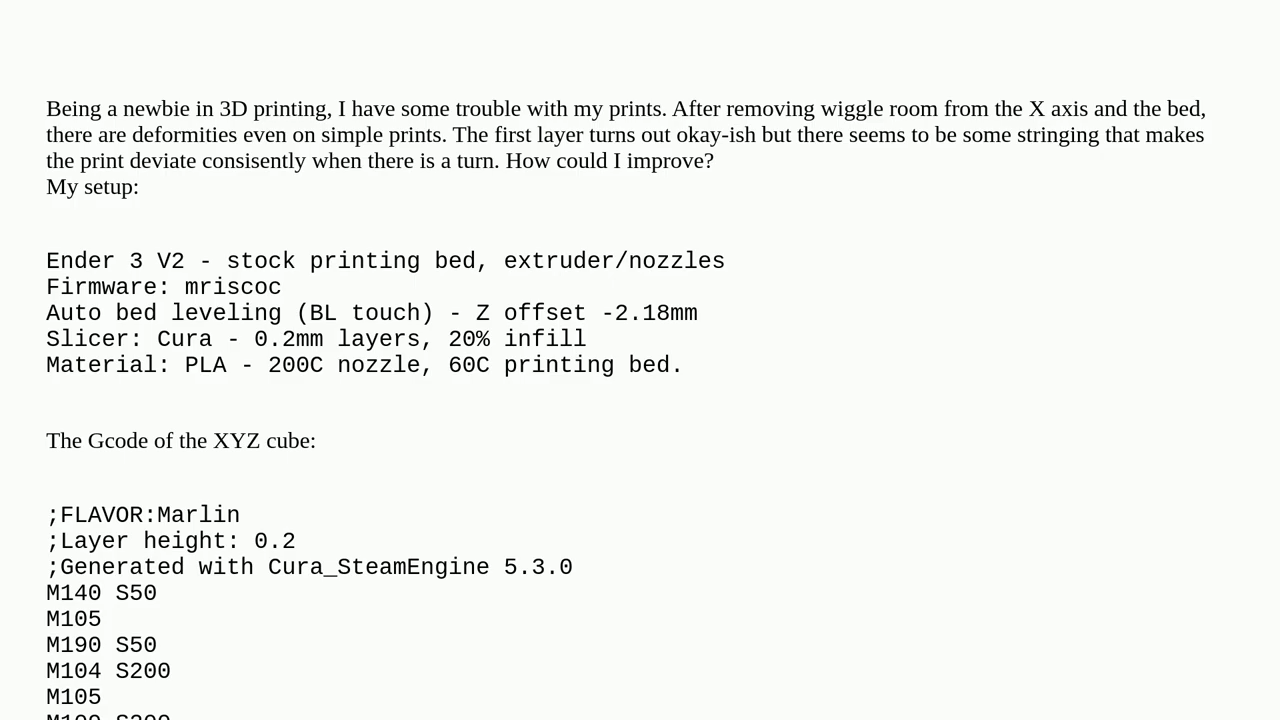 Being a newbie in 3D printing, I have some trouble with my prints. After removing wiggle room from the X axis and the bed,
there are deformities even on simple prints. The first layer turns out okay-ish but there seems to be some stringing that makes
the print deviate consisently when there is a turn. How could I improve?
My setup:
Ender 3 V2 - stock printing bed, extruder/nozzles
Firmware: mriscoc
Auto bed leveling (BL touch) - Z offset -2.18mm
Slicer: Cura - 0.2mm layers, 20% infill
Material: PLA - 200C nozzle, 60C printing bed.
The Gcode of the XYZ cube:
;FLAVOR:Marlin
;Layer height: 0.2
;Generated with Cura_SteamEngine 5.3.0
M140 S50
M105
M190 S50
M104 S200
M105